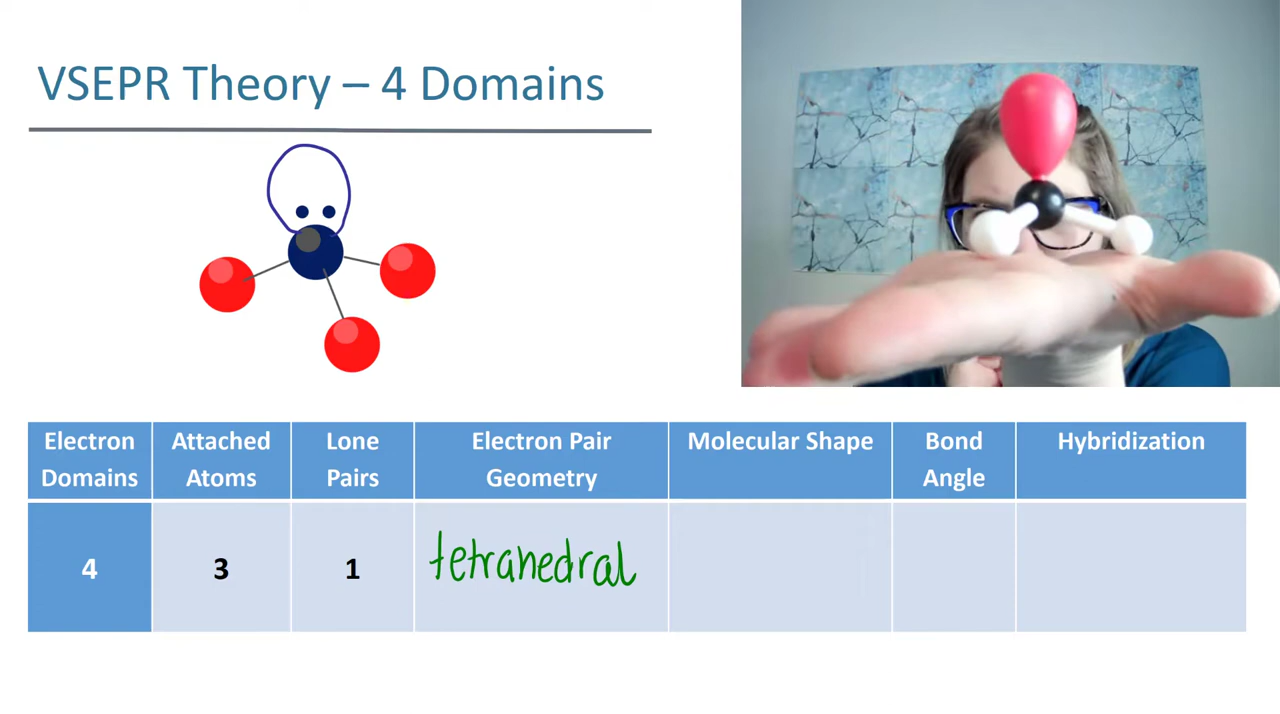 VSEPR Theory – 4 Domains
Electron Domains
Attached Atoms
Lone Pairs
Electron Pair Geometry
Molecular Shape
Bond Angle
Hybridization
4
3
1
tetrahedral